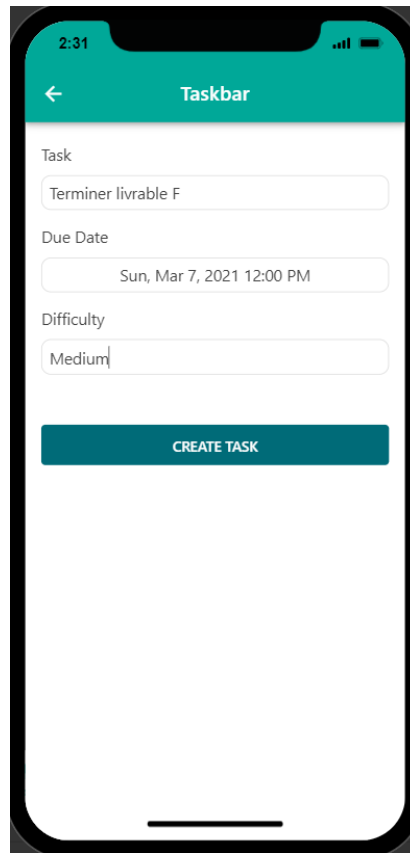 2:31
Taskbar
Task
Terminer livrable F
Due Date
Sun, Mar 7, 2021 12:00 PM
Difficulty
Medium
CREATE TASK